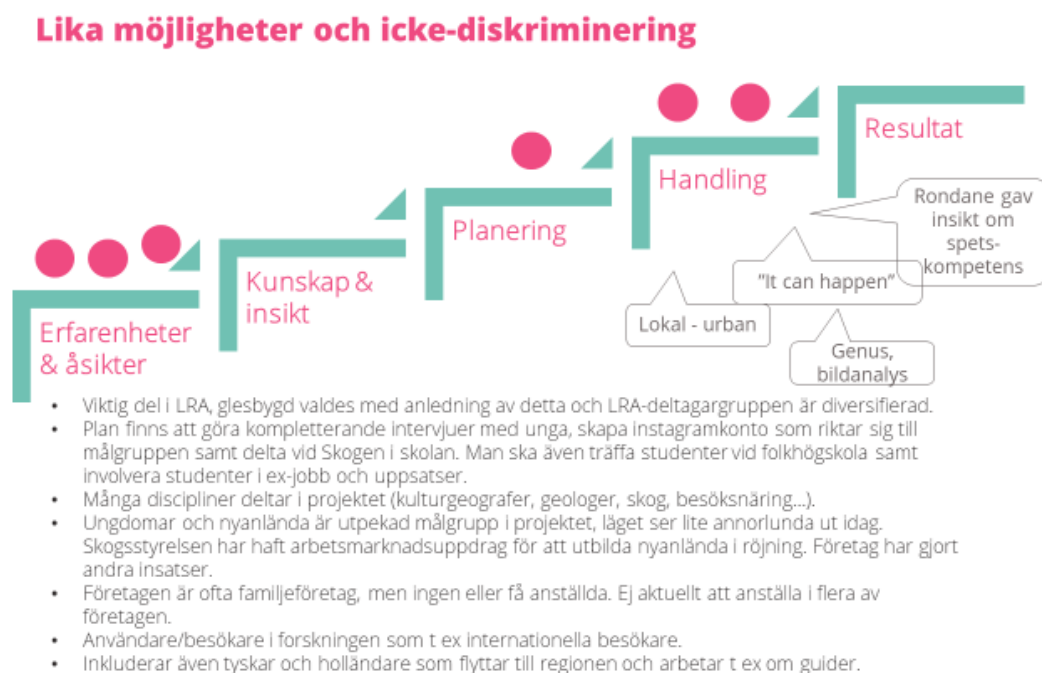 Lika möjligheter och icke-diskriminering
Resultat
Handling
Planering
Kunskap &
insikt
Erfarenheter
& åsikter
Rondane gav
insikt om
spets-
kompetens
"It can happen"
Lokal - urban
Genus,
bildanalys
• Viktig del i LRA, glesbygd valdes med anledning av detta och LRA-deltagargruppen är diversifierad.
• Plan finns att göra kompletterande intervjuer med unga, skapa instagramkonto som riktar sig till
målgruppen samt delta vid Skogen i skolan. Man ska även träffa studenter vid folkhögskola samt
involvera studenter i ex-jobb och uppsatser.
• Många discipliner deltar i projektet (kulturgeografer, geologer, skog, besöksnäring...).
• Ungdomar och nyanlända är utpekad målgrupp i projektet, läget ser lite annorlunda ut idag.
Skogsstyrelsen har haft arbetsmarknadsuppdrag för att utbilda nyanlända i röjning. Företag har gjort
andra insatser.
• Företagen är ofta familjeföretag, men ingen eller få anställda. Ej aktuellt att anställa i flera av
företagen.
• Användare/besökare i forskningen som t ex internationella besökare.
• Inkluderar även tyskar och holländare som flyttar till regionen och arbetar t ex om guider.